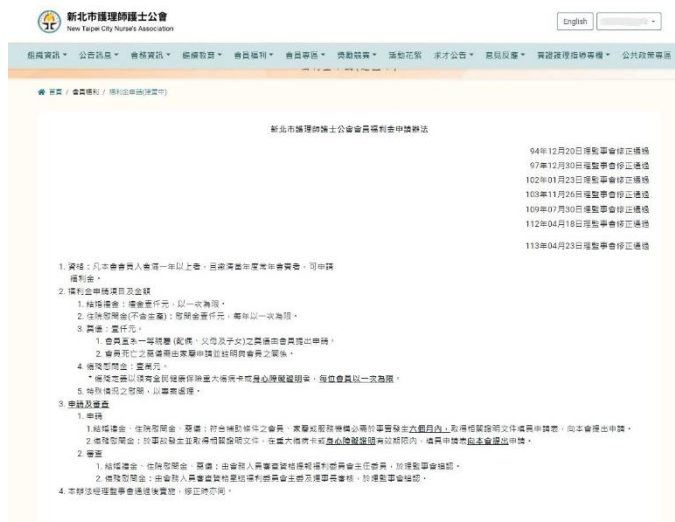 新北市護理師護士公會
New Taipei City Nurse's Association
English
組織資訊 公告訊息 會務資訊 繼續教育 會員福利 會員專區 獎勵競賽 活動花絮 求才公告 意見反應 實證護理指導專欄 公共政策專區
首頁 / 會員福利 / 福利金申請(總會中)
新北市護理師護士公會會員福利金申請辦法
94年12月20日理監事會修正通過
97年12月30日理監事會修正通過
102年01月23日理監事會修正通過
103年11月26日理監事會修正通過
109年07月30日理監事會修正通過
112年04月18日理監事會修正通過
113年04月23日理監事會修正通過
1. 資格:凡本會會員入會滿一年以上者,且繳清當年度常年會費者,可申請
福利金。
2. 福利金申請項目及金額
1. 結婚禮金:禮金壹仟元,以一次為限。
2. 住院慰問金(不含生產):慰問金壹仟元,每年以一次為限。
3. 奠儀:壹仟元。
1. 會員直系一等親屬 (配偶、父母及子女)之奠儀由會員提出申請。
2. 會員死亡之奠儀需由家屬申請並註明與會員之關係。
4. 傷殘慰問金:壹萬元。
*傷殘定義以領有全民健康保險重大傷病卡或身心障礙證明者,每位會員以一次為限。
5. 特殊情況之慰問,以專案處理。
3. 申請及審查
1. 申請
1.結婚禮金、住院慰問金、奠儀:符合補助條件之會員、家屬或服務機構必需於事實發生六個月內,取得相關證明文件填具申請表,向本會提出申請。
2.傷殘慰問金:於事故發生並取得相關證明文件,在重大傷病卡或身心障礙證明有效期限內,填具申請表向本會提出申請。
2. 審查
1. 結婚禮金、住院慰問金、奠儀:由會務人員審查資格提報福利委員會主任委員,於理監事會追認。
2. 傷殘慰問金:由會務人員審查資格呈送福利委員會主委及理事長審核,於理監事會追認。
4. 本辦法經理監事會通過後實施,修正時亦同。